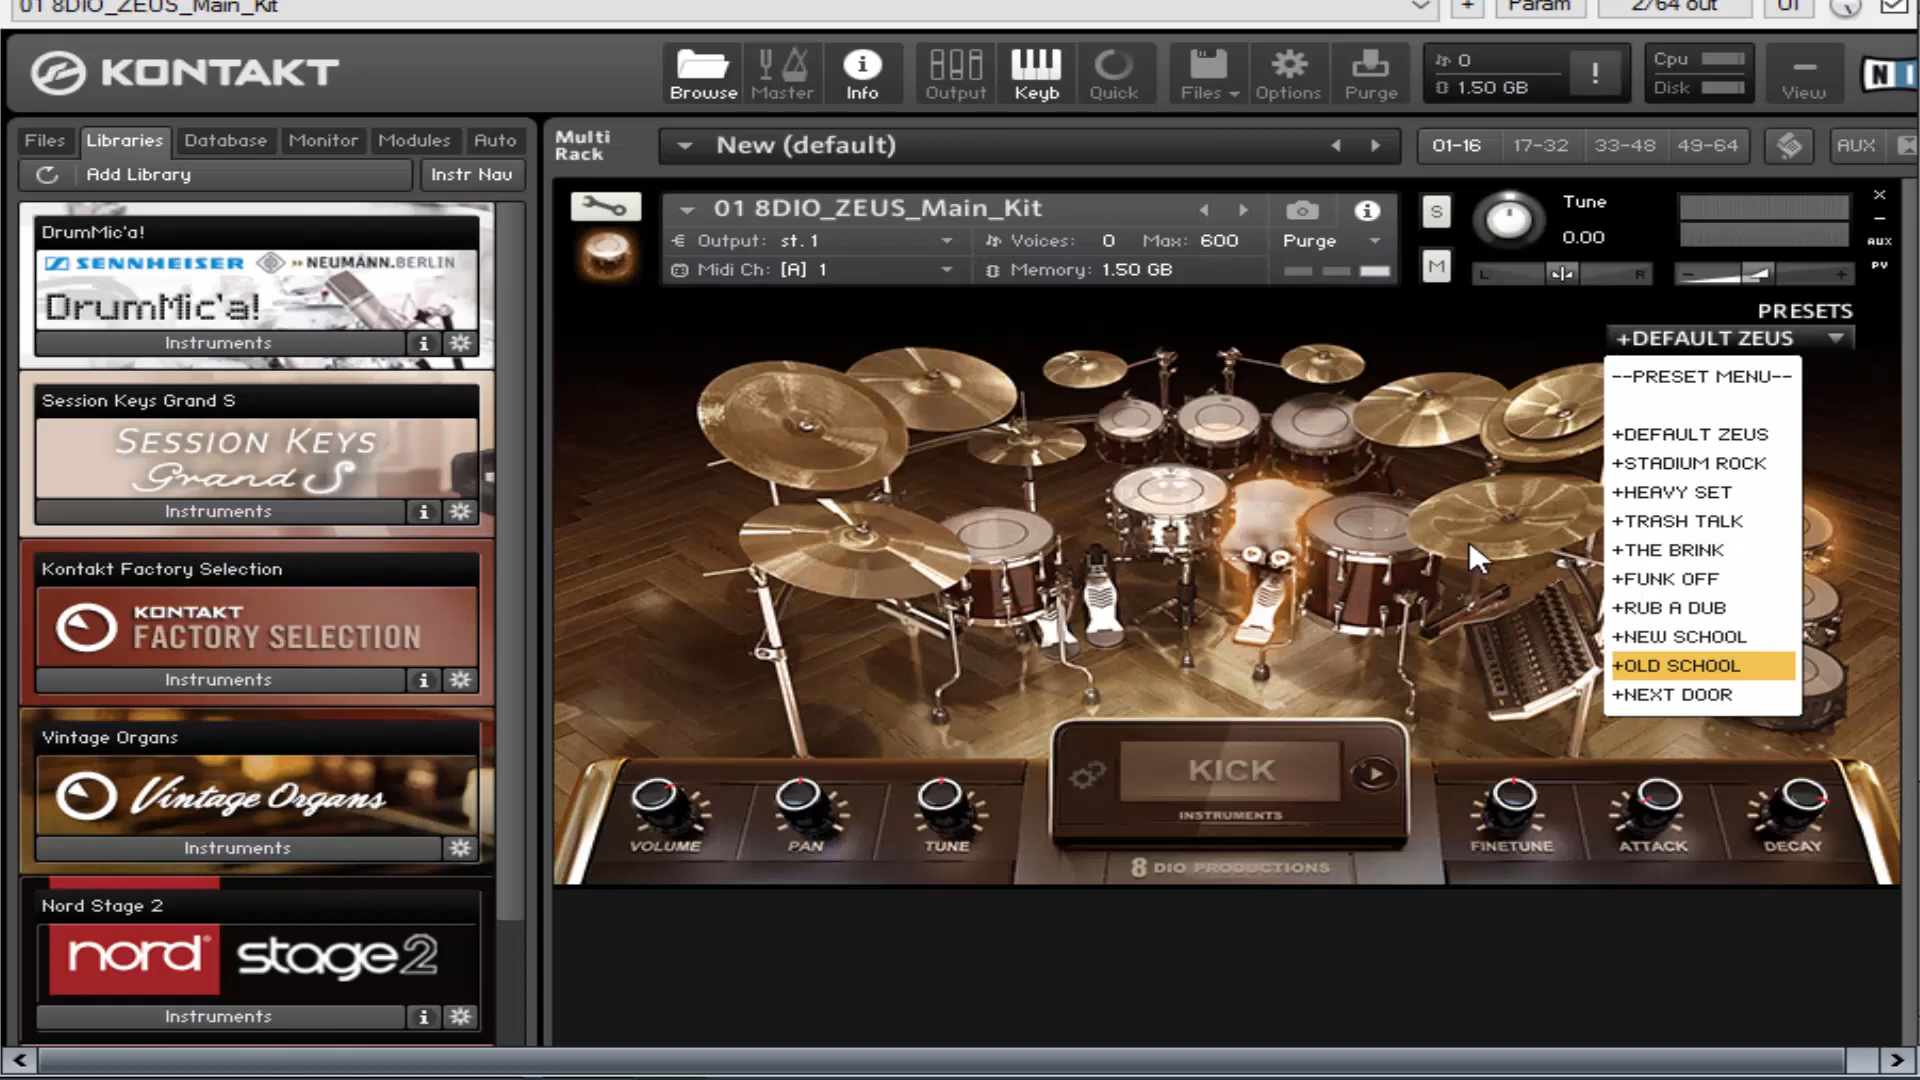 01 8DIO_ZEUS_Main_Kit
+ Param 2/64 out UI
KONTAKT
Browse Master Info Output Keyb Quick Files Options Purge
0
1.50 GB
!
Cpu
Disk
View
NI
Files Libraries Database Monitor Modules Auto
Add Library Instr Nav
Multi
Rack
New (default)
01-16 17-32 33-48 49-64 AUX
DrumMic'a!
SENNHEISER NEUMANN.BERLIN
DrumMic'a!
Instruments i
Session Keys Grand S
SESSION KEYS
Grand S
Instruments i
Kontakt Factory Selection
KONTAKT
FACTORY SELECTION
Instruments i
Vintage Organs
Vintage Organs
Instruments
Nord Stage 2
nord stage2
Instruments i
01 8DIO_ZEUS_Main_Kit
Output: st. 1 Voices: 0 Max: 600 Purge
Midi Ch: [A] 1 Memory: 1.50 GB
S
M
Tune
0.00
L R
- +
AUX
PV
PRESETS
+DEFAULT ZEUS
--PRESET MENU--
+DEFAULT ZEUS
+STADIUM ROCK
+HEAVY SET
+TRASH TALK
+THE BRINK
+FUNK OFF
+RUB A DUB
+NEW SCHOOL
+OLD SCHOOL
+NEXT DOOR
KICK
INSTRUMENTS
VOLUME PAN TUNE FINETUNE ATTACK DECAY
8 DIO PRODUCTIONS